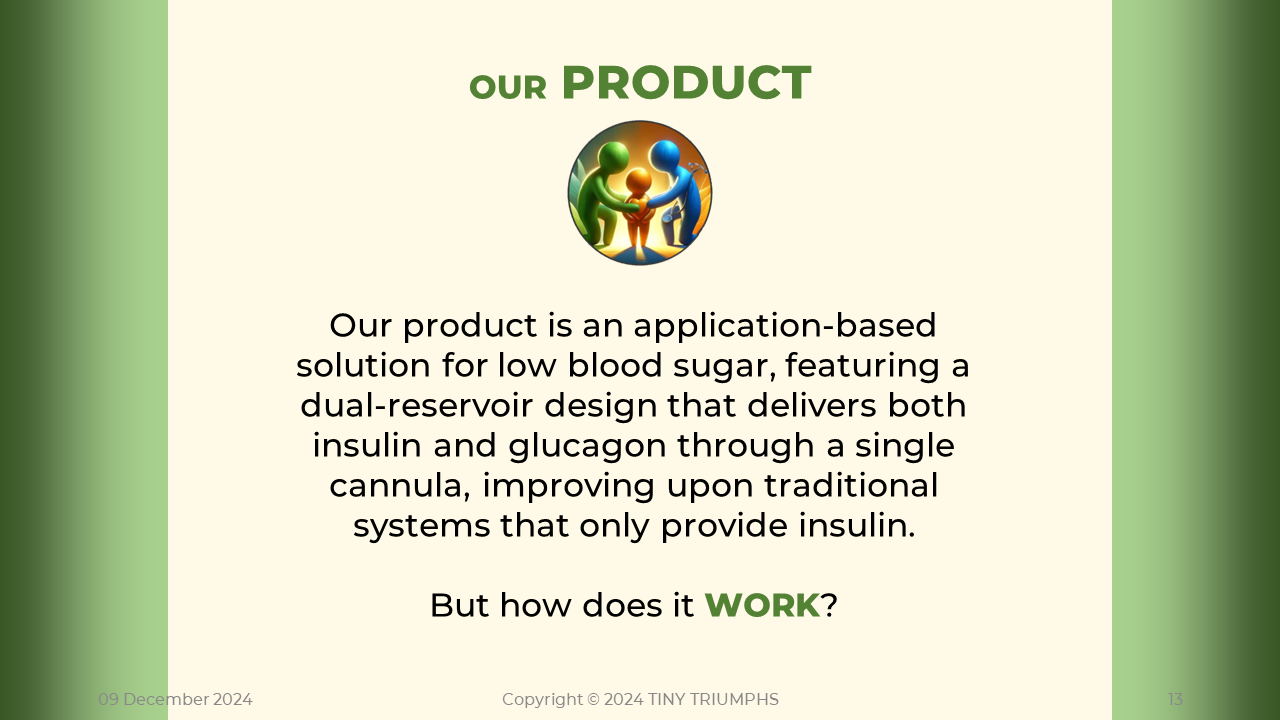 OUR PRODUCT
Our product is an application-based
solution for low blood sugar, featuring a
dual-reservoir design that delivers both
insulin and glucagon through a single
cannula, improving upon traditional
systems that only provide insulin.
But how does it WORK?
09 December 2024
Copyright © 2024 TINY TRIUMPHS
13